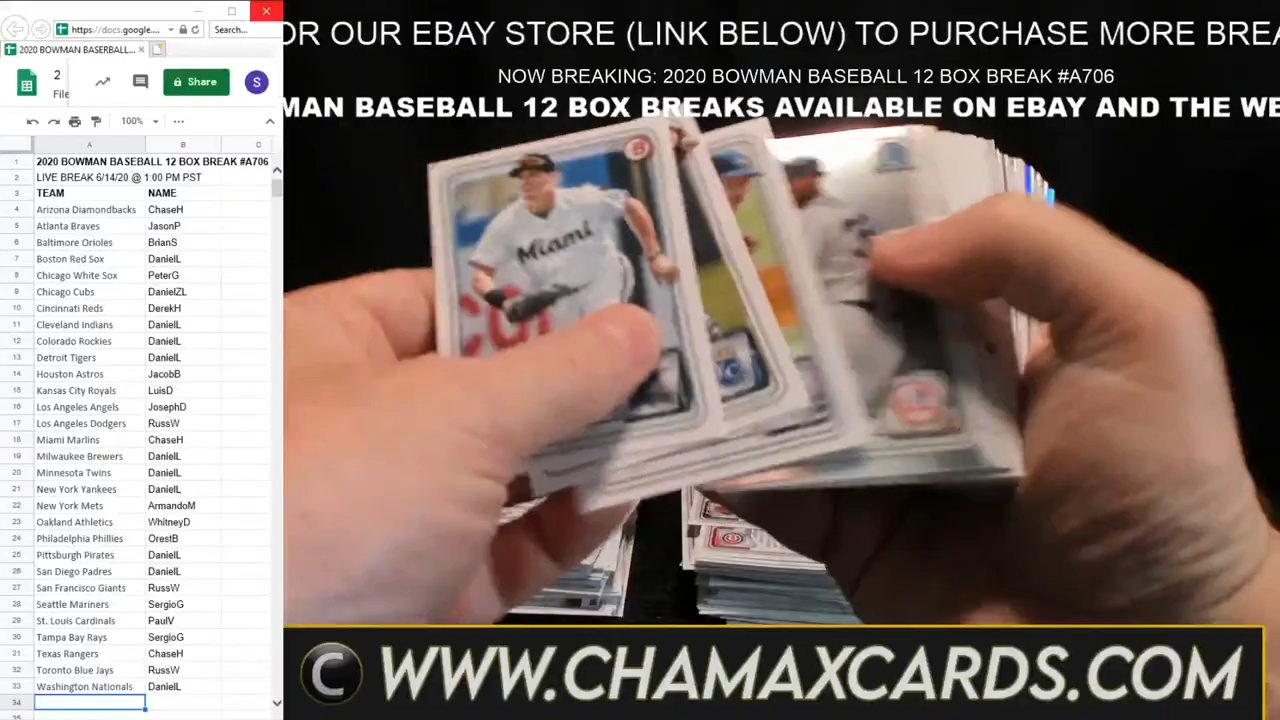 OR OUR EBAY STORE (LINK BELOW) TO PURCHASE MORE BREA
NOW BREAKING: 2020 BOWMAN BASEBALL 12 BOX BREAK #A706
MAN BASEBALL 12 BOX BREAKS AVAILABLE ON EBAY AND THE WE
https://docs.google....
Search...
2020 BOWMAN BASEBALL...
2
File
Share
S
100%
A B C
1 2020 BOWMAN BASEBALL 12 BOX BREAK #A706
2 LIVE BREAK 6/14/20 @ 1:00 PM PST
3 TEAM NAME
4 Arizona Diamondbacks ChaseH
5 Atlanta Braves JasonP
6 Baltimore Orioles BrianS
7 Boston Red Sox DanielL
8 Chicago White Sox PeterG
9 Chicago Cubs DanielZL
10 Cincinnati Reds DerekH
11 Cleveland Indians DanielL
12 Colorado Rockies DanielL
13 Detroit Tigers DanielL
14 Houston Astros JacobB
15 Kansas City Royals LuisD
16 Los Angeles Angels JosephD
17 Los Angeles Dodgers RussW
18 Miami Marlins ChaseH
19 Milwaukee Brewers DanielL
20 Minnesota Twins DanielL
21 New York Yankees DanielL
22 New York Mets ArmandoM
23 Oakland Athletics WhitneyD
24 Philadelphia Phillies OrestB
25 Pittsburgh Pirates DanielL
26 San Diego Padres DanielL
27 San Francisco Giants RussW
28 Seattle Mariners SergioG
29 St. Louis Cardinals PaulV
30 Tampa Bay Rays SergioG
31 Texas Rangers ChaseH
32 Toronto Blue Jays RussW
33 Washington Nationals DanielL
34
Miami
KC
C WWW.CHAMAXCARDS.COM